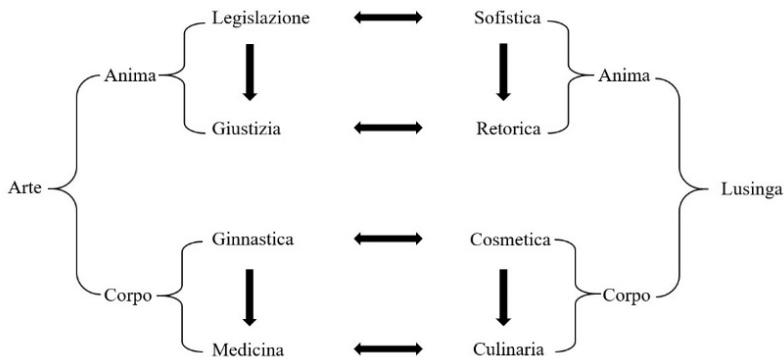 Legislazione Sofistica
Anima Anima
Giustizia Retorica
Arte Lusinga
Ginnastica Cosmetica
Corpo Corpo
Medicina Culinaria